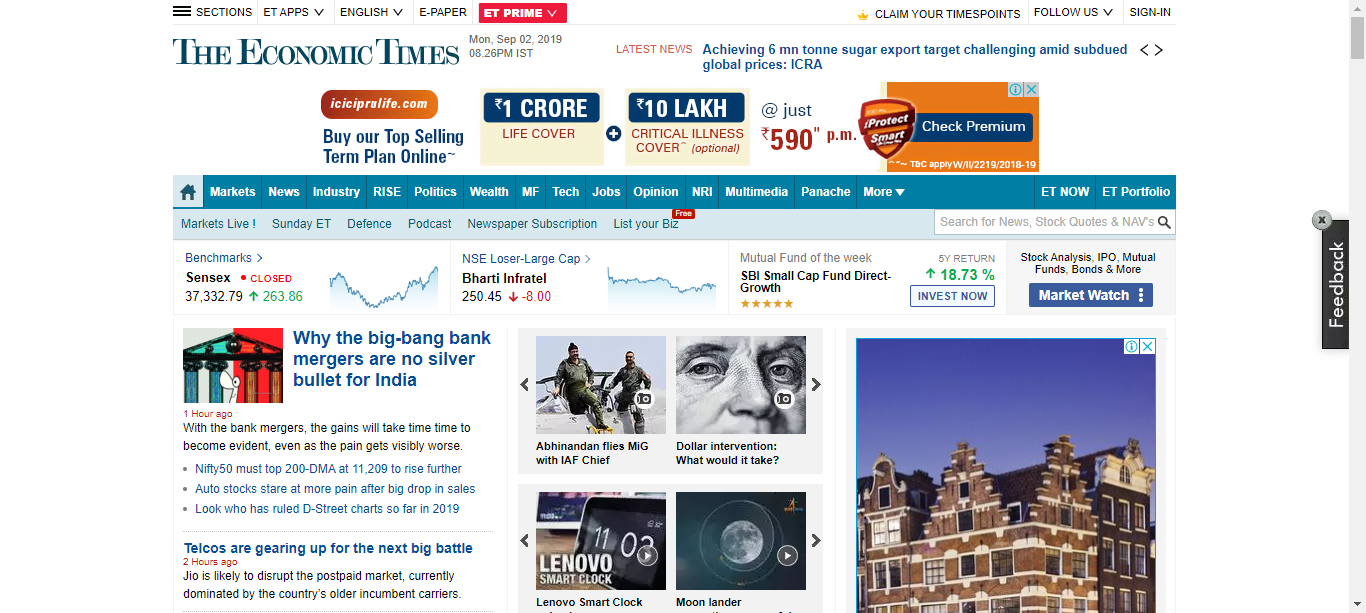 SECTIONS ET APPS ENGLISH E-PAPER ET PRIME CLAIM YOUR TIMESPOINTS FOLLOW US SIGN-IN
THE ECONOMIC TIMES
Mon, Sep 02, 2019
08.26PM IST
LATEST NEWS Achieving 6 mn tonne sugar export target challenging amid subdued
global prices: ICRA
iciciprulife.com
Buy our Top Selling
Term Plan Online~
₹1 CRORE
LIFE COVER
₹10 LAKH
CRITICAL ILLNESS
COVER^ (optional)
@ just
₹590" p.m.
iProtect
Smart
Check Premium
T&C apply W/II/2219/2018-19
Markets News Industry RISE Politics Wealth MF Tech Jobs Opinion NRI Multimedia Panache More ET NOW ET Portfolio
Markets Live ! Sunday ET Defence Podcast Newspaper Subscription List your Biz Free Search for News, Stock Quotes & NAV's
Benchmarks
Sensex CLOSED
37,332.79 263.86
NSE Loser-Large Cap
Bharti Infratel
250.45 -8.00
Mutual Fund of the week
SBI Small Cap Fund Direct-
Growth
5Y RETURN
18.73 %
INVEST NOW
Stock Analysis, IPO, Mutual
Funds, Bonds & More
Market Watch
Feedback
Why the big-bang bank
mergers are no silver
bullet for India
1 Hour ago
With the bank mergers, the gains will take time time to
become evident, even as the pain gets visibly worse.
Nifty50 must top 200-DMA at 11,209 to rise further
Auto stocks stare at more pain after big drop in sales
Look who has ruled D-Street charts so far in 2019
Telcos are gearing up for the next big battle
2 Hours ago
Jio is likely to disrupt the postpaid market, currently
dominated by the country's older incumbent carriers.
Abhinandan flies MiG
with IAF Chief
Dollar intervention:
What would it take?
11 03
LENOVO
SMART CLOCK
Lenovo Smart Clock
Moon lander